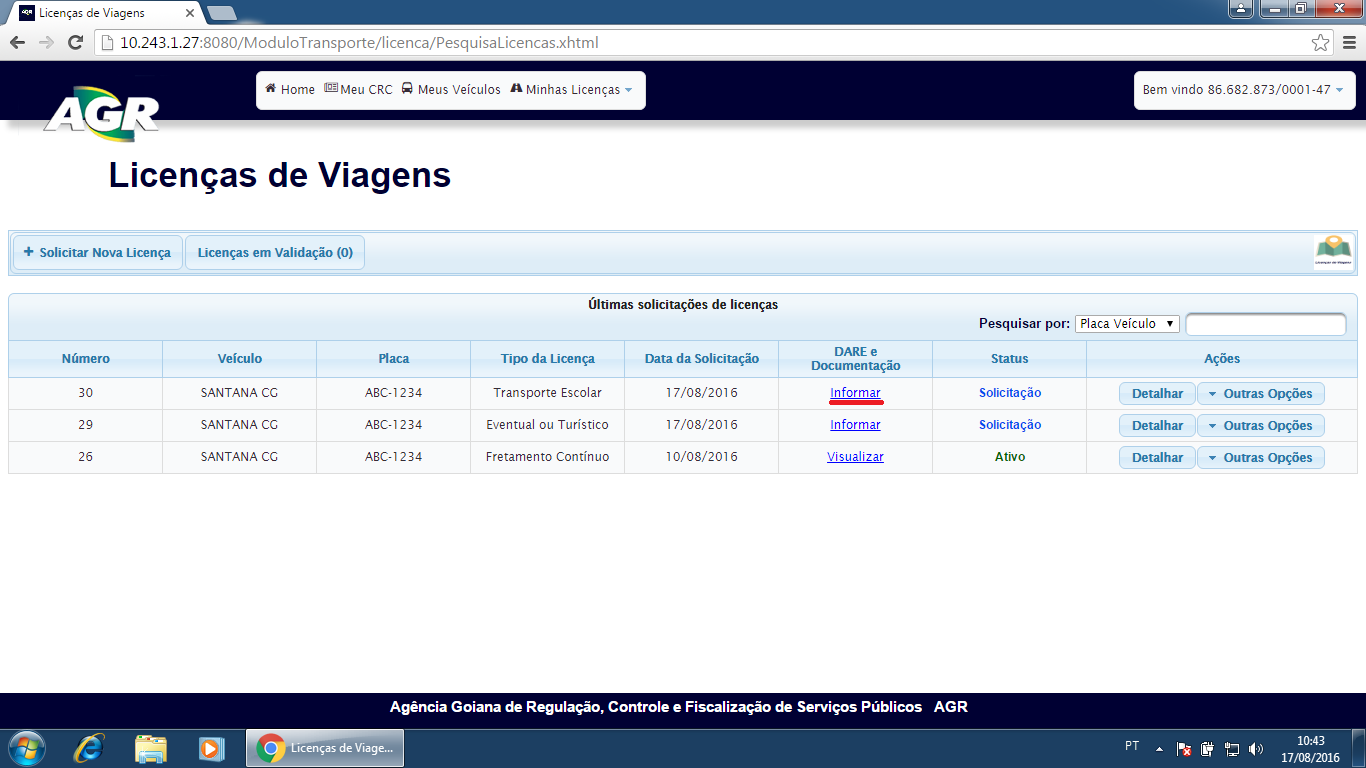 Licenças de Viagens
10.243.1.27:8080/ModuloTransporte/licenca/PesquisaLicencas.xhtml
AGR
Home Meu CRC Meus Veículos Minhas Licenças
Bem vindo 86.682.873/0001-47
Licenças de Viagens
+ Solicitar Nova Licença Licenças em Validação (0)
Últimas solicitações de licenças
Pesquisar por: Placa Veículo
Número Veículo Placa Tipo da Licença Data da Solicitação DARE e Documentação Status Ações
30 SANTANA CG ABC-1234 Transporte Escolar 17/08/2016 Informar Solicitação Detalhar Outras Opções
29 SANTANA CG ABC-1234 Eventual ou Turístico 17/08/2016 Informar Solicitação Detalhar Outras Opções
26 SANTANA CG ABC-1234 Fretamento Contínuo 10/08/2016 Visualizar Ativo Detalhar Outras Opções
Agência Goiana de Regulação, Controle e Fiscalização de Serviços Públicos AGR
Licenças de Viage...
PT
10:43
17/08/2016